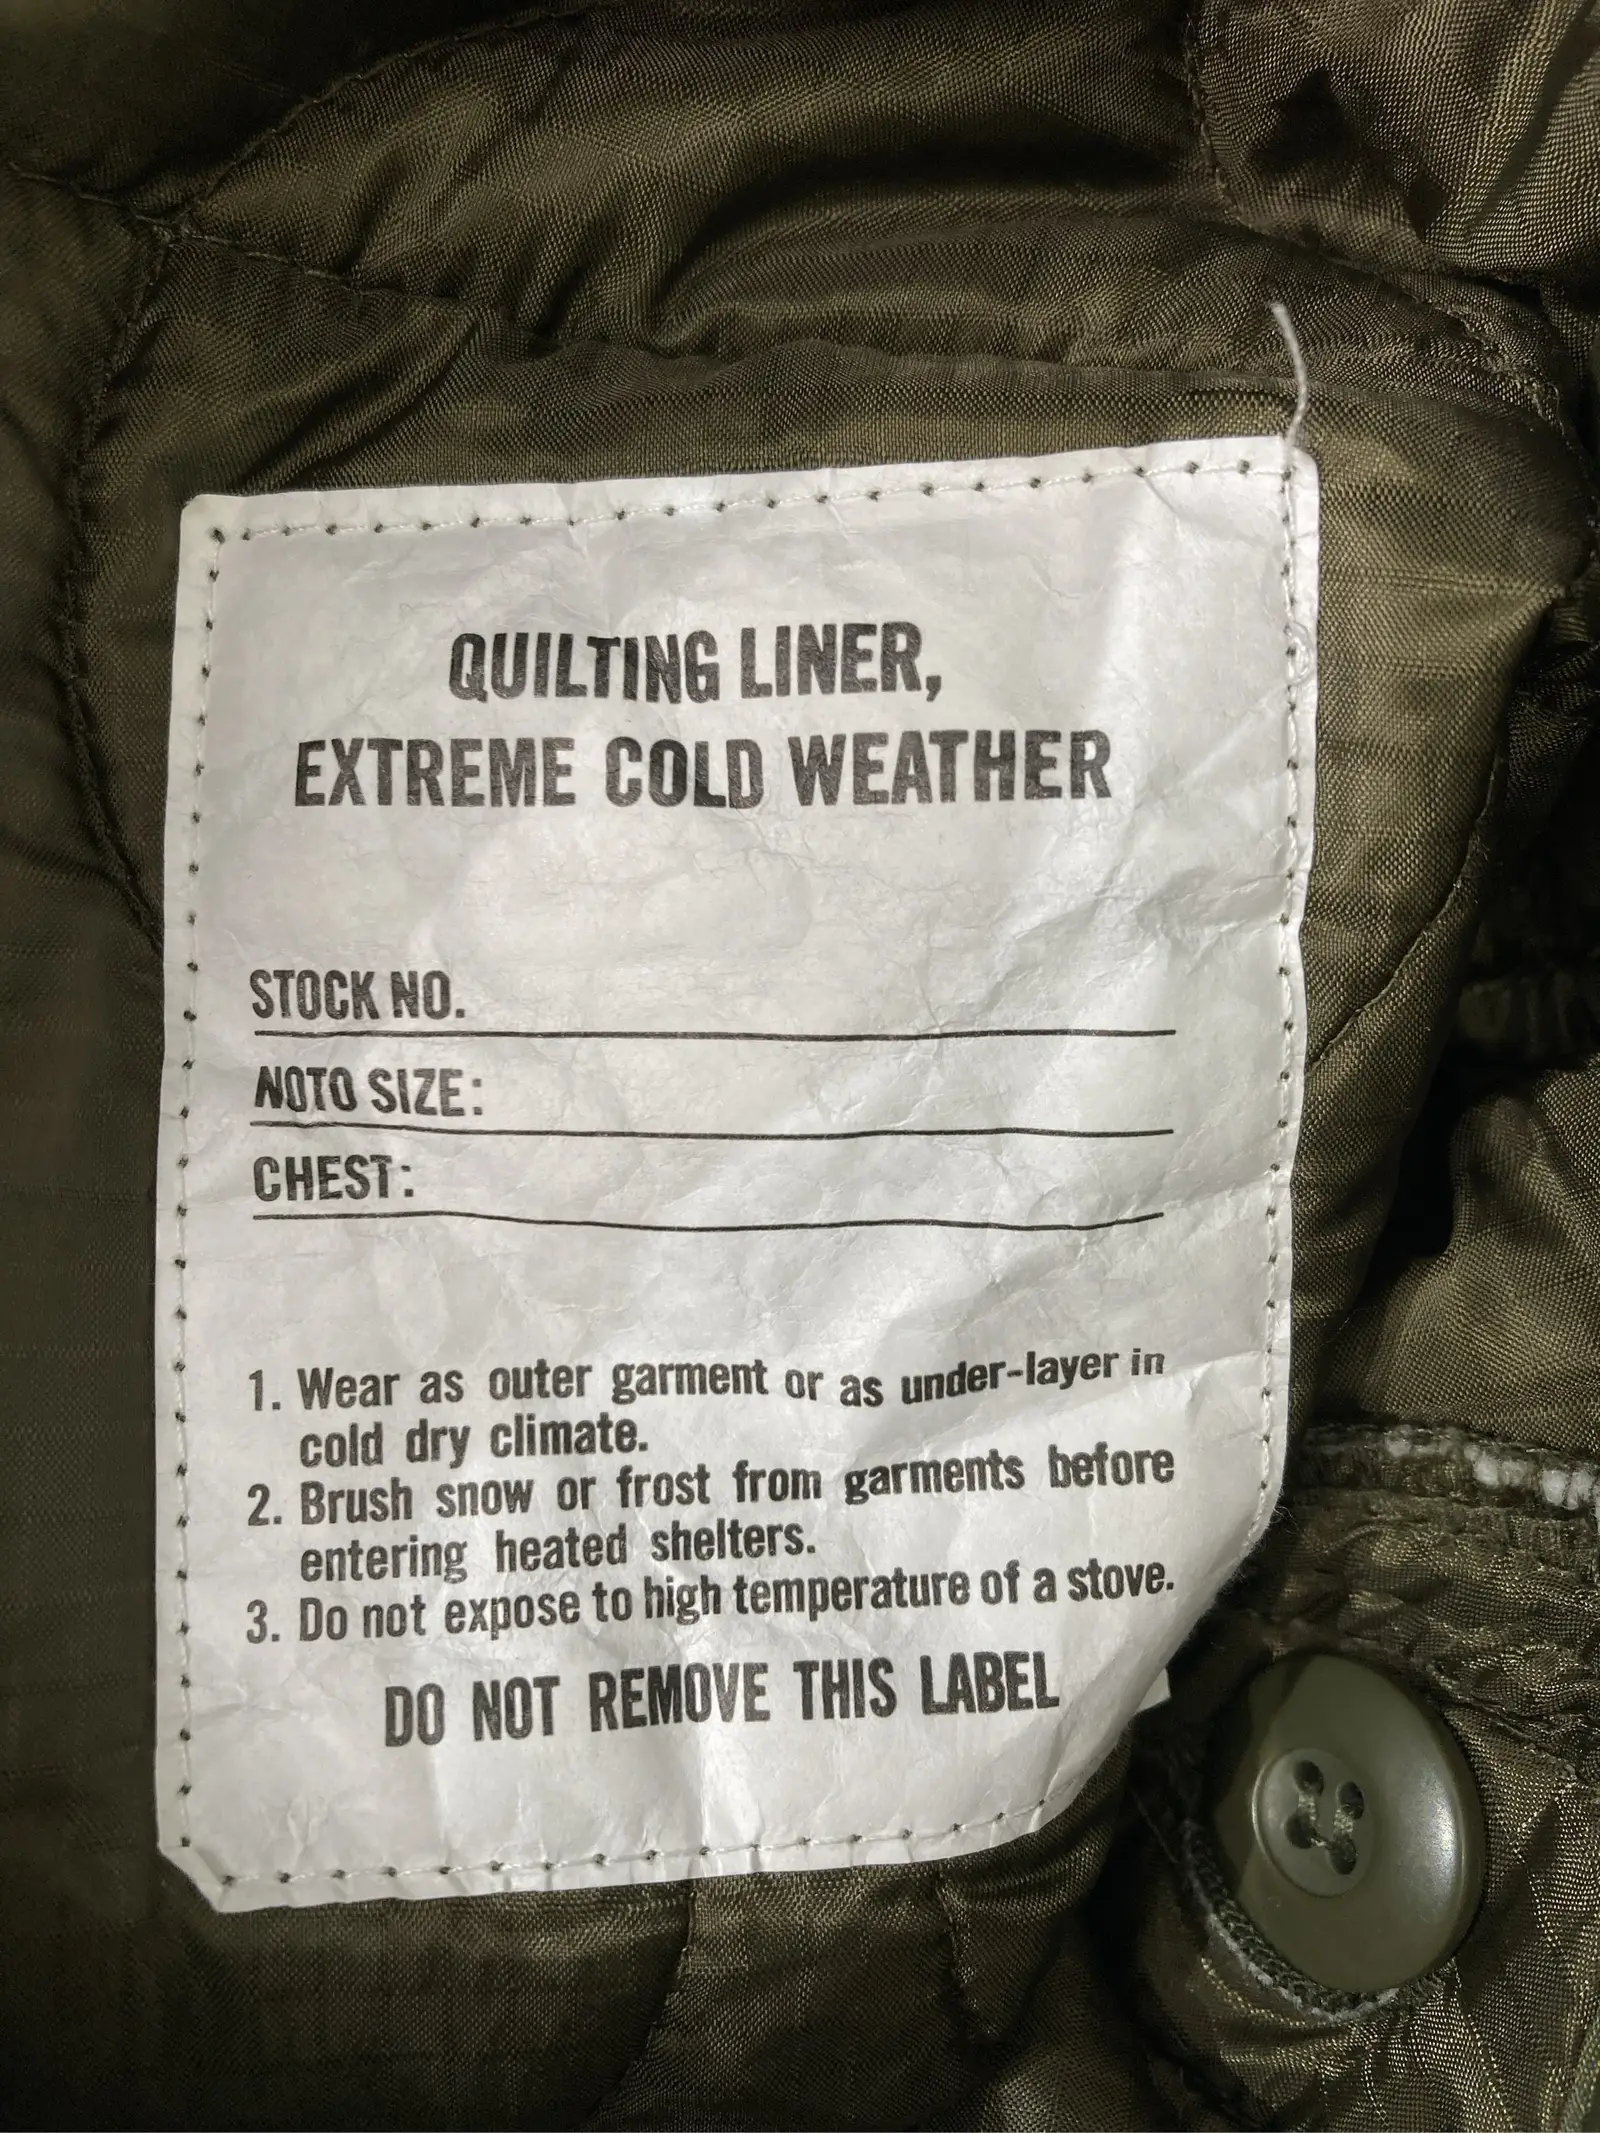 QUILTING LINER,
EXTREME COLD WEATHER
STOCK NO.
NOTO SIZE:
CHEST:
1. Wear as outer garment or as under-layer in
cold dry climate.
2. Brush snow or frost from garments before
entering heated shelters.
3. Do not expose to high temperature of a stove.
DO NOT REMOVE THIS LABEL